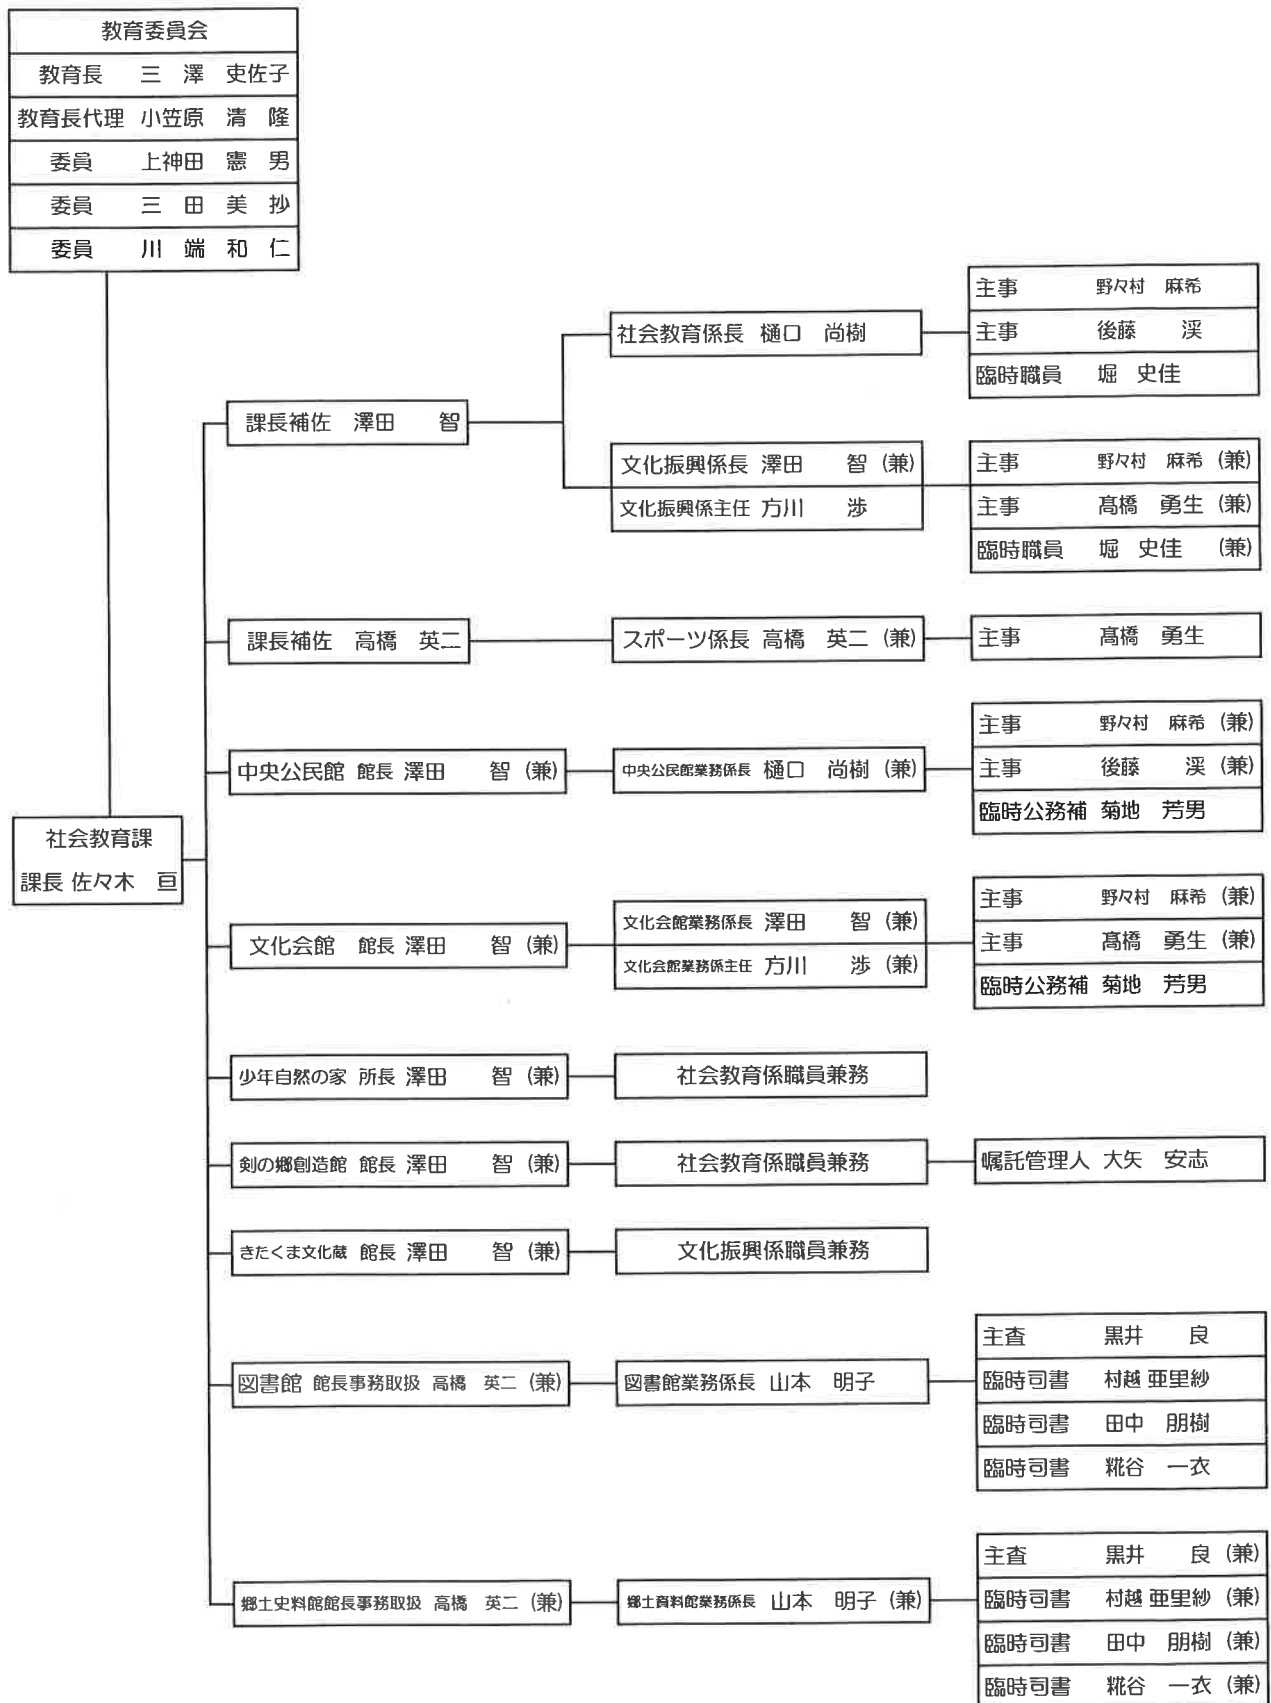 教育委員会
教育長 三 澤 吏佐子
教育長代理 小笠原 清 隆
委員 上神田 憲 男
委員 三 田 美 抄
委員 川 端 和 仁
社会教育課
課長 佐々木 亘
課長補佐 澤田 智
社会教育係長 樋口 尚樹
主事 野々村 麻希
主事 後藤 渓
臨時職員 堀 史佳
文化振興係長 澤田 智 (兼)
文化振興係主任 方川 渉
主事 野々村 麻希 (兼)
主事 髙橋 勇生 (兼)
臨時職員 堀 史佳 (兼)
課長補佐 高橋 英二
スポーツ係長 高橋 英二 (兼)
主事 髙橋 勇生
中央公民館 館長 澤田 智 (兼)
中央公民館業務係長 樋口 尚樹 (兼)
主事 野々村 麻希 (兼)
主事 後藤 渓 (兼)
臨時公務補 菊地 芳男
文化会館 館長 澤田 智 (兼)
文化会館業務係長 澤田 智 (兼)
文化会館業務係主任 方川 渉 (兼)
主事 野々村 麻希 (兼)
主事 髙橋 勇生 (兼)
臨時公務補 菊地 芳男
少年自然の家 所長 澤田 智 (兼)
社会教育係職員兼務
剣の郷創造館 館長 澤田 智 (兼)
社会教育係職員兼務
嘱託管理人 大矢 安志
きたくま文化蔵 館長 澤田 智 (兼)
文化振興係職員兼務
図書館 館長事務取扱 高橋 英二 (兼)
図書館業務係長 山本 明子
主査 黒井 良
臨時司書 村越 亜里紗
臨時司書 田中 朋樹
臨時司書 糀谷 一衣
郷土史料館館長事務取扱 高橋 英二 (兼)
郷土資料館業務係長 山本 明子 (兼)
主査 黒井 良 (兼)
臨時司書 村越 亜里紗 (兼)
臨時司書 田中 朋樹 (兼)
臨時司書 糀谷 一衣 (兼)